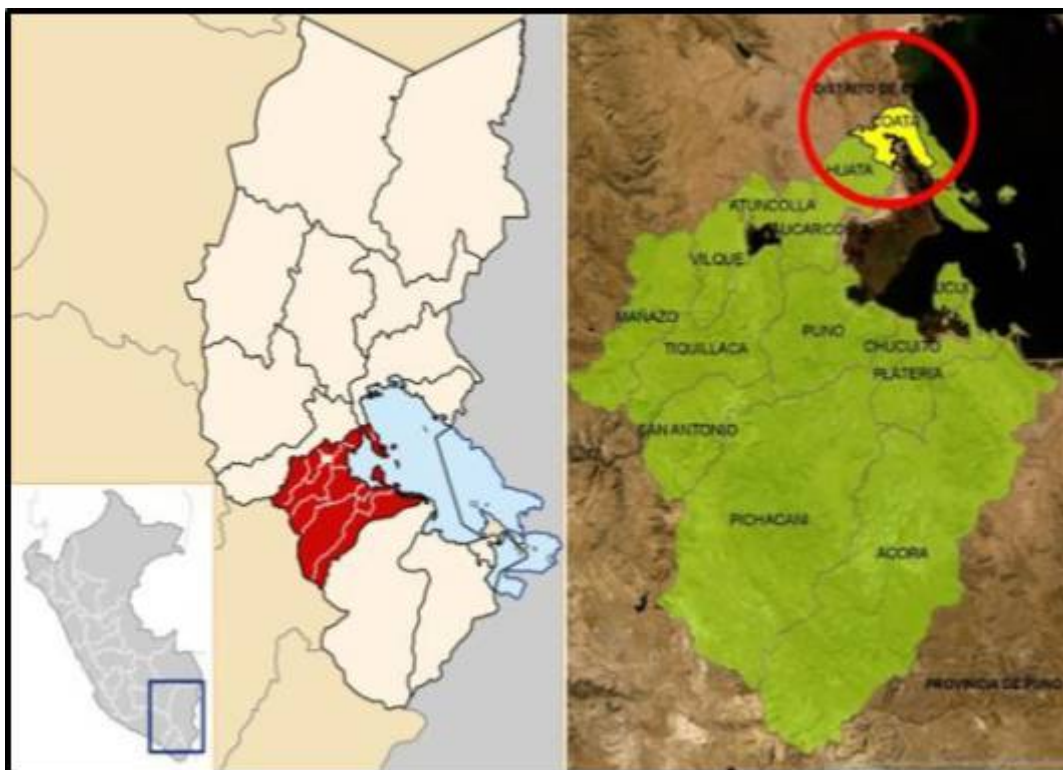 DISTRITO DE
COATA
HUATA
ATUNCOLLA
VILQUE
MAÑAZO
PUNO
TIQUILLACA
CHUCUITO
PLATERIA
SAN ANTONIO
PICHACANI
ACORA
PROVINCIA DE PUNO